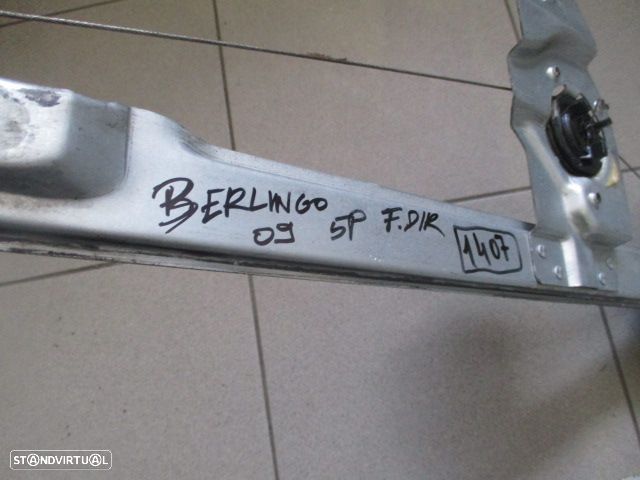 BERLINGO
09 5P F.DIR 1407
STANDVIRTUAL